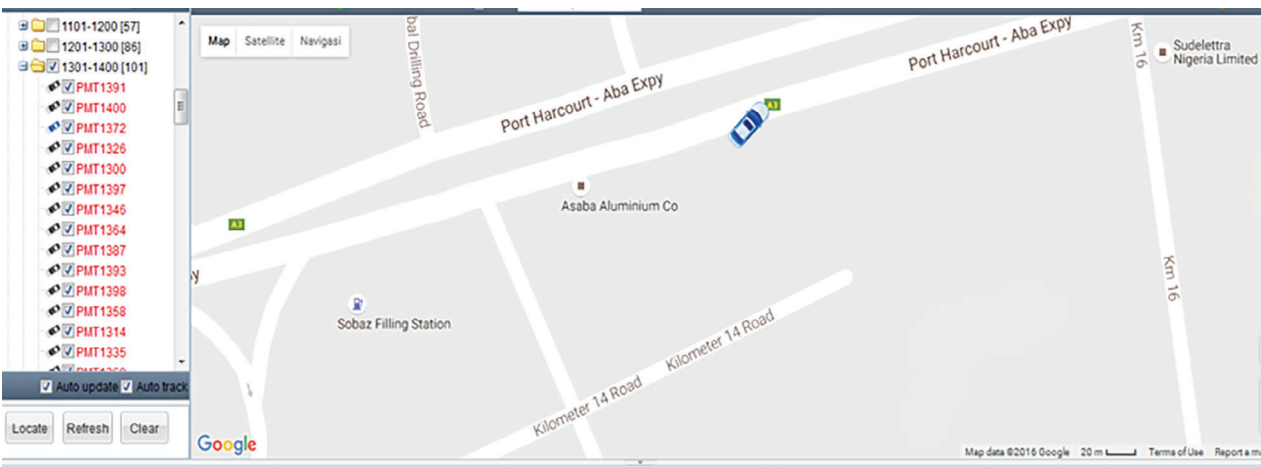 1101-1200 [57]
1201-1300 [86]
1301-1400 [101]
PMT1391
PMT1400
PMT1372
PMT1326
PMT1300
PMT1397
PMT1346
PMT1364
PMT1387
PMT1393
PMT1398
PMT1358
PMT1314
PMT1335
Auto update Auto track
Locate Refresh Clear
Map Satellite Navigasi
bal Drilling Road
Port Harcourt - Aba Expy
Port Harcourt - Aba Expy
Km 16
Sudelettra
Nigeria Limited
A3
Asaba Aluminium Co
A3
y
Km 16
Sobaz Filling Station
Kilometer 14 Road
Kilometer 14 Road
Google
Map data ©2016 Google 20 m Terms of Use Report a m